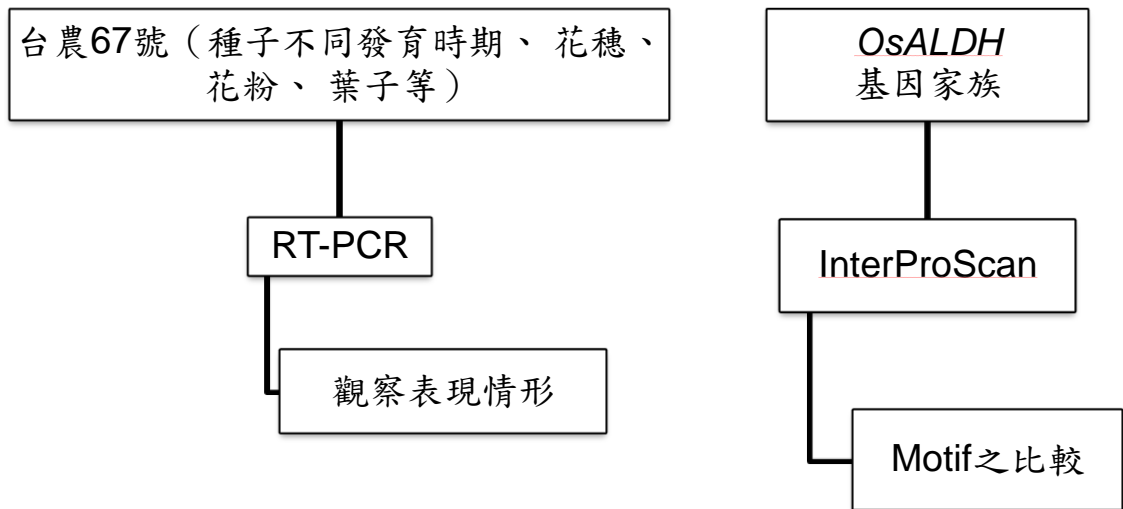 台農67號（種子不同發育時期、 花穗、
花粉、 葉子等）
RT-PCR
觀察表現情形
OsALDH
基因家族
InterProScan
Motif之比較